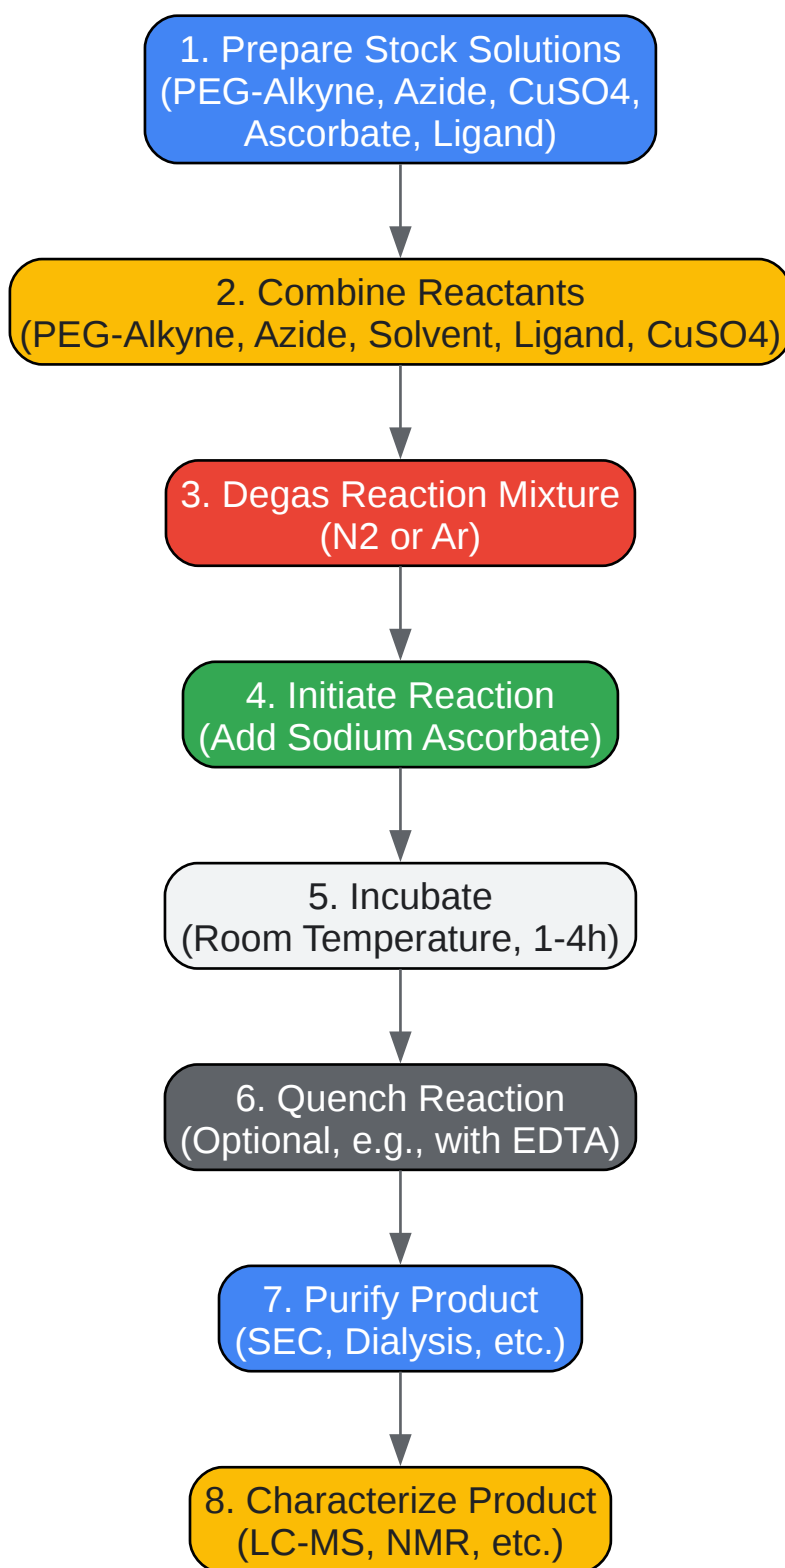 1. Prepare Stock Solutions
(PEG-Alkyne, Azide, CuSO4,
Ascorbate, Ligand)
2. Combine Reactants
(PEG-Alkyne, Azide, Solvent, Ligand, CuSO4)
3. Degas Reaction Mixture
(N2 or Ar)
4. Initiate Reaction
(Add Sodium Ascorbate)
5. Incubate
(Room Temperature, 1-4h)
6. Quench Reaction
(Optional, e.g., with EDTA)
7. Purify Product
(SEC, Dialysis, etc.)
8. Characterize Product
(LC-MS, NMR, etc.)